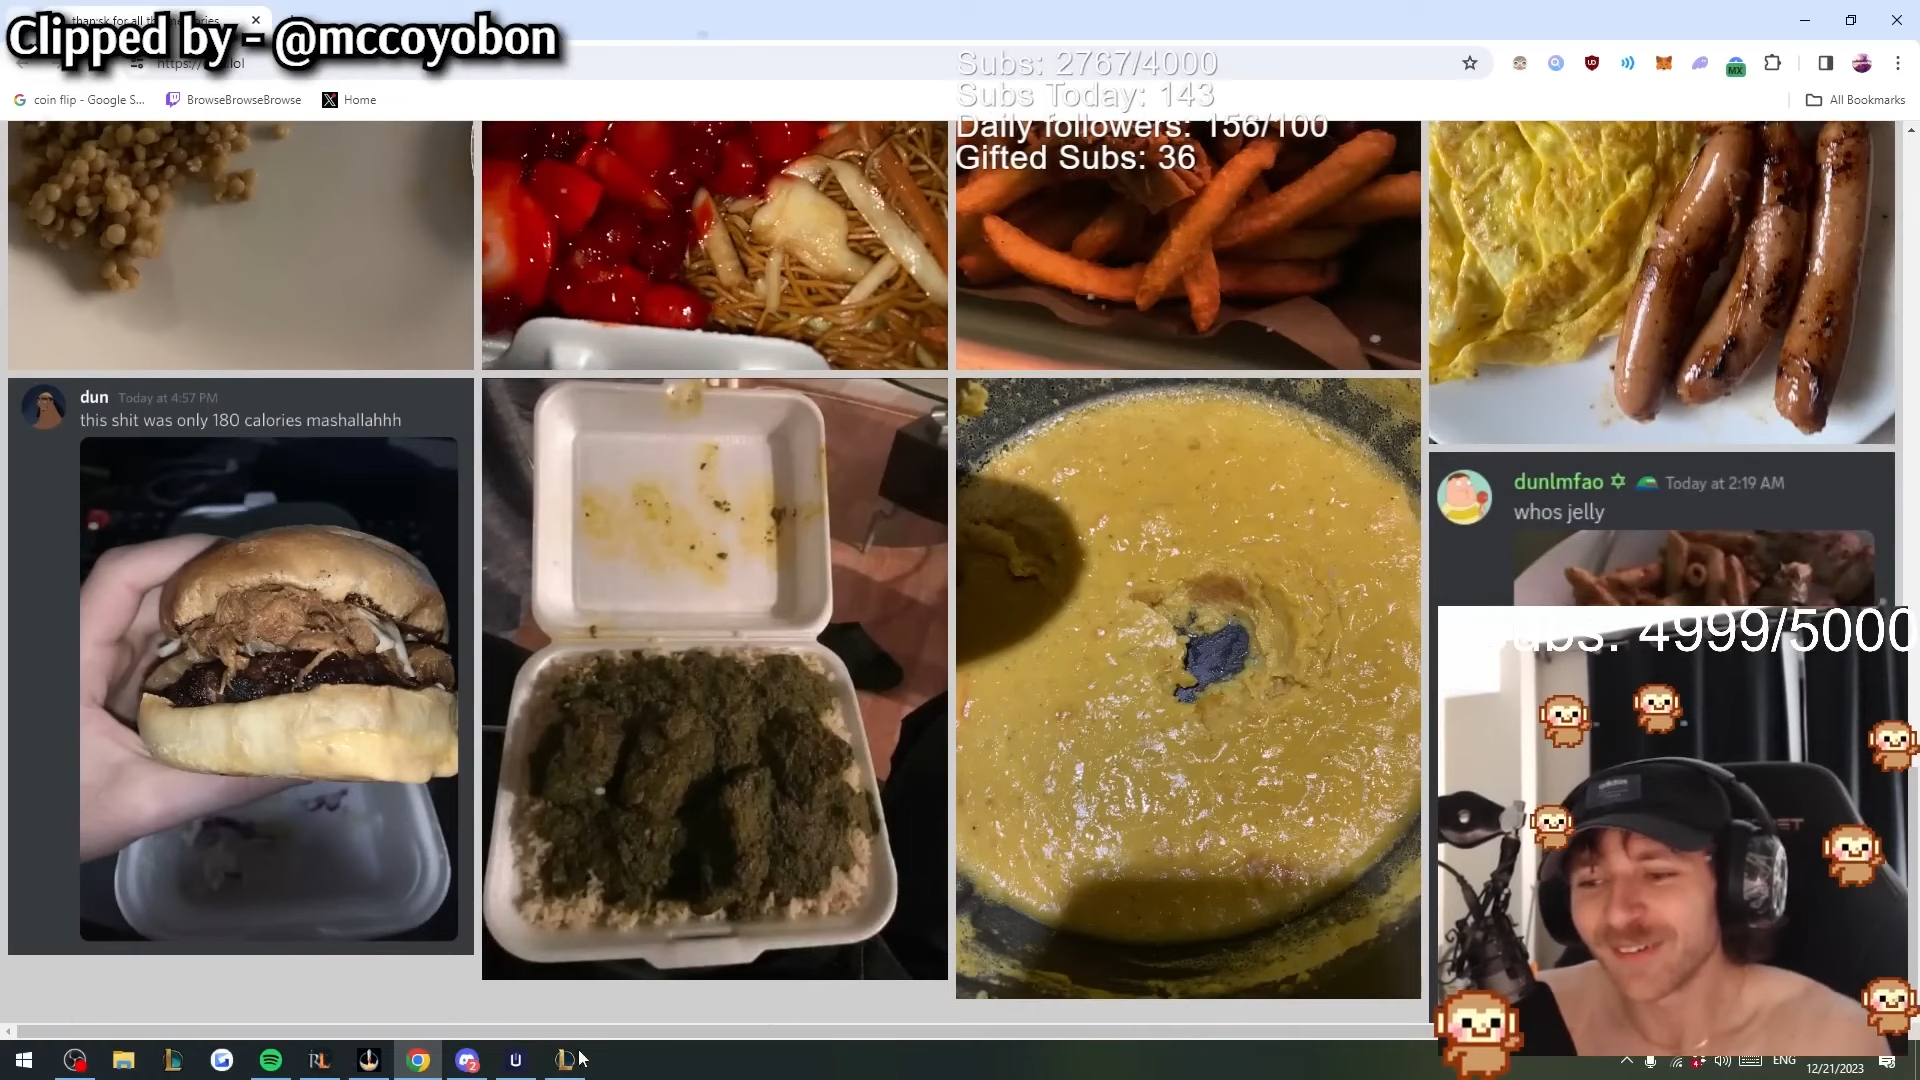 Clipped by - @mccoyobon
coin flip - Google S...
BrowseBrowseBrowse
Home
All Bookmarks
Subs: 2767/4000
Subs Today: 143
Daily followers: 156/100
Gifted Subs: 36
MX
dun Today at 4:57 PM
this shit was only 180 calories mashallahhh
dunlmfao Today at 2:19 AM
whos jelly
Subs: 4999/5000
ENG
12/21/2023